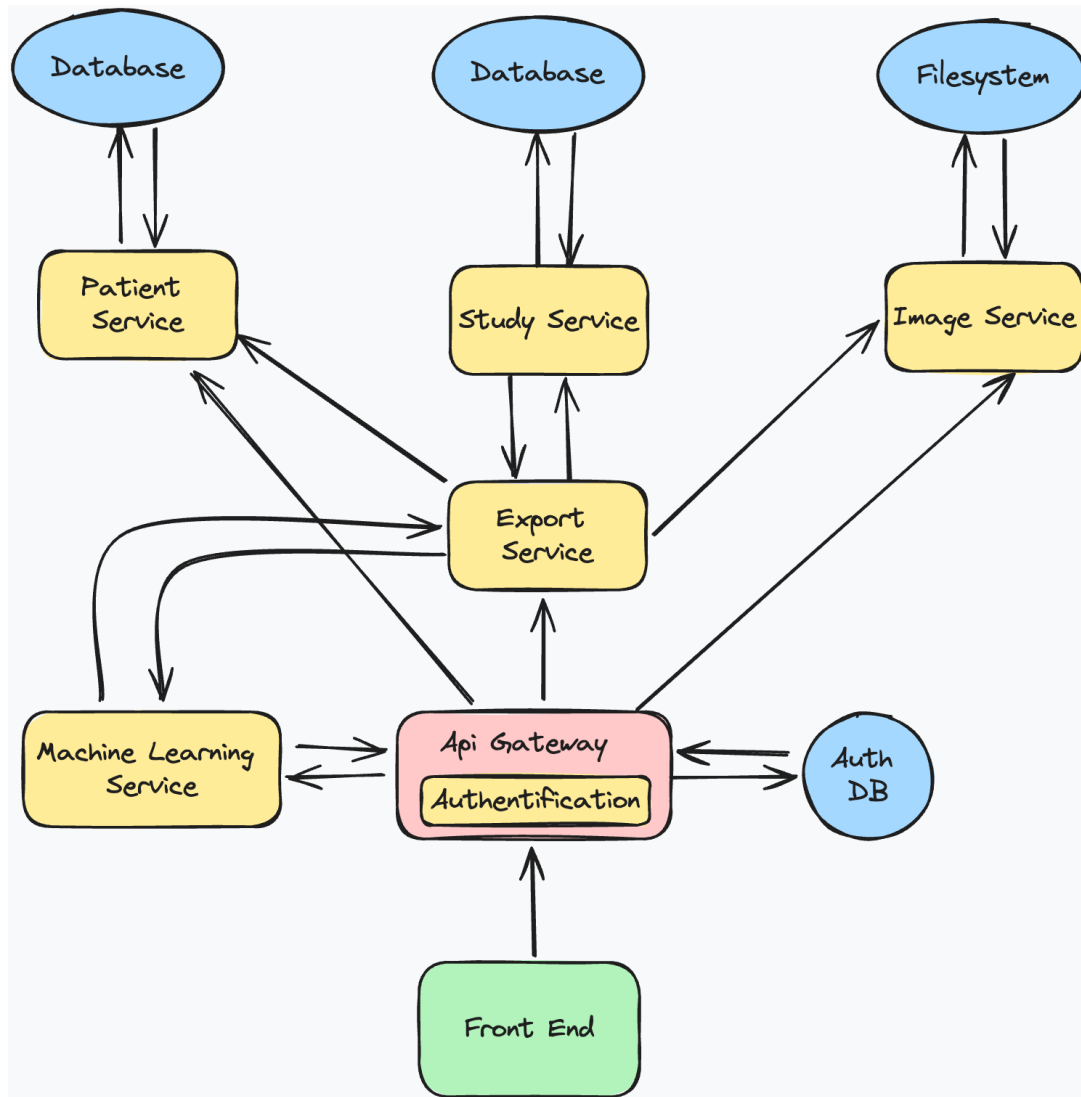 Database
Database
Filesystem
Patient
Service
Study Service
Image Service
Export
Service
Machine Learning
Service
Api Gateway
Authentification
Auth
DB
Front End